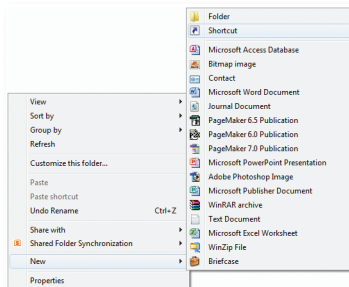 Folder
Shortcut
Microsoft Access Database
Bitmap image
Contact
Microsoft Word Document
Journal Document
PageMaker 6.5 Publication
PageMaker 6.0 Publication
PageMaker 7.0 Publication
Microsoft PowerPoint Presentation
Adobe Photoshop Image
Microsoft Publisher Document
WinRAR archive
Text Document
Microsoft Excel Worksheet
WinZip File
Briefcase
View
Sort by
Group by
Refresh
Customize this folder...
Paste
Paste shortcut
Undo Rename Ctrl+Z
Share with
Shared Folder Synchronization
New
Properties